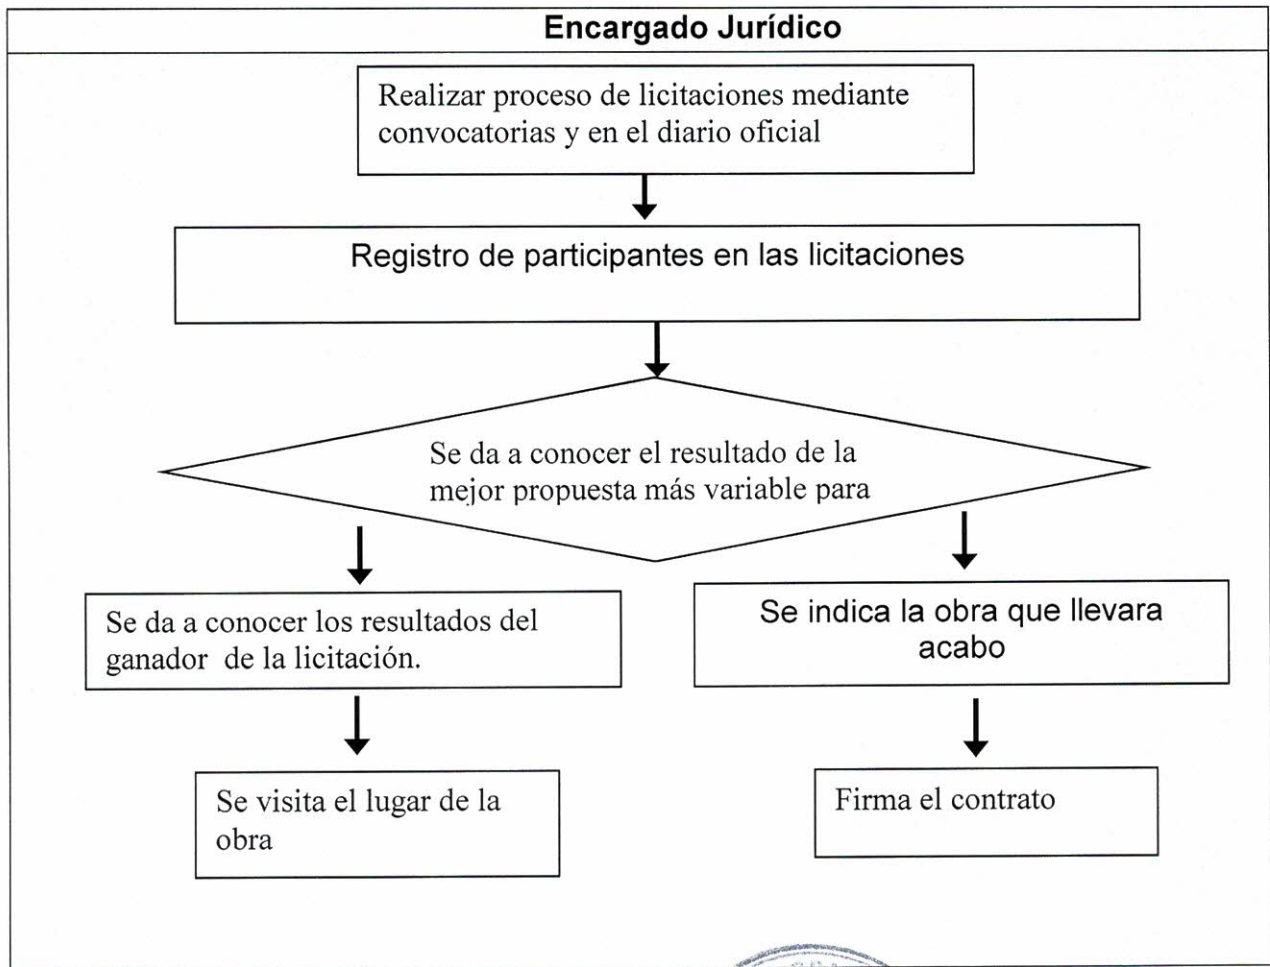 Encargado Jurídico
Realizar proceso de licitaciones mediante
convocatorias y en el diario oficial
Registro de participantes en las licitaciones
Se da a conocer el resultado de la
mejor propuesta más variable para
Se da a conocer los resultados del
ganador de la licitación.
Se indica la obra que llevara
acabo
Se visita el lugar de la
obra
Firma el contrato